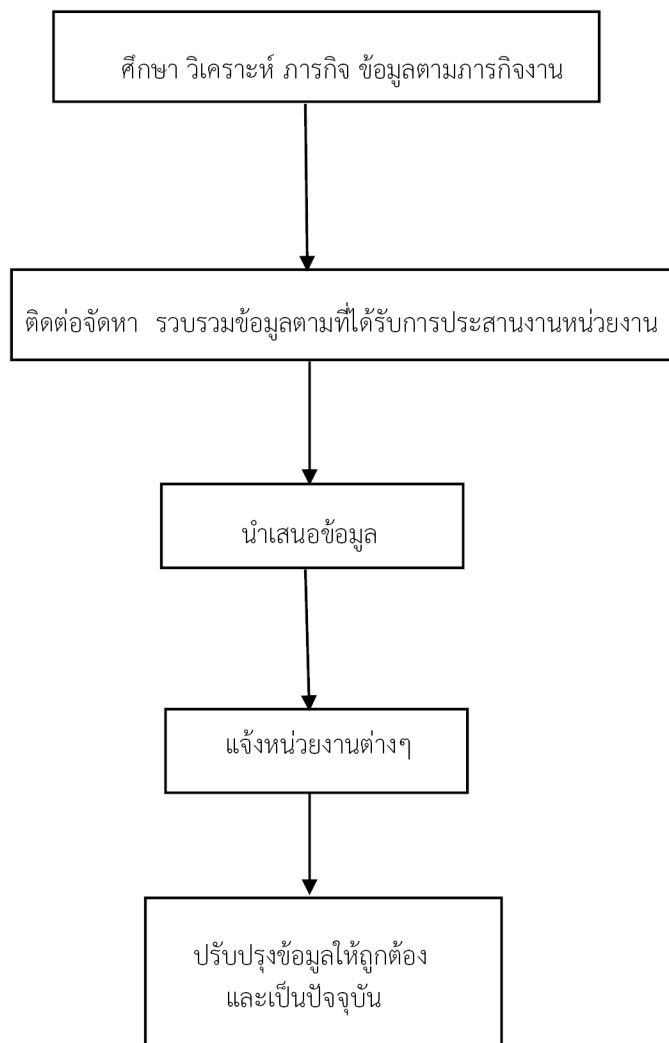 ศึกษา วิเคราะห์ ภารกิจ ข้อมูลตามภารกิจงาน
ติดต่อจัดหา รวบรวมข้อมูลตามที่ได้รับการประสานงานหน่วยงาน
นำเสนอข้อมูล
แจ้งหน่วยงานต่างๆ
ปรับปรุงข้อมูลให้ถูกต้อง
และเป็นปัจจุบัน